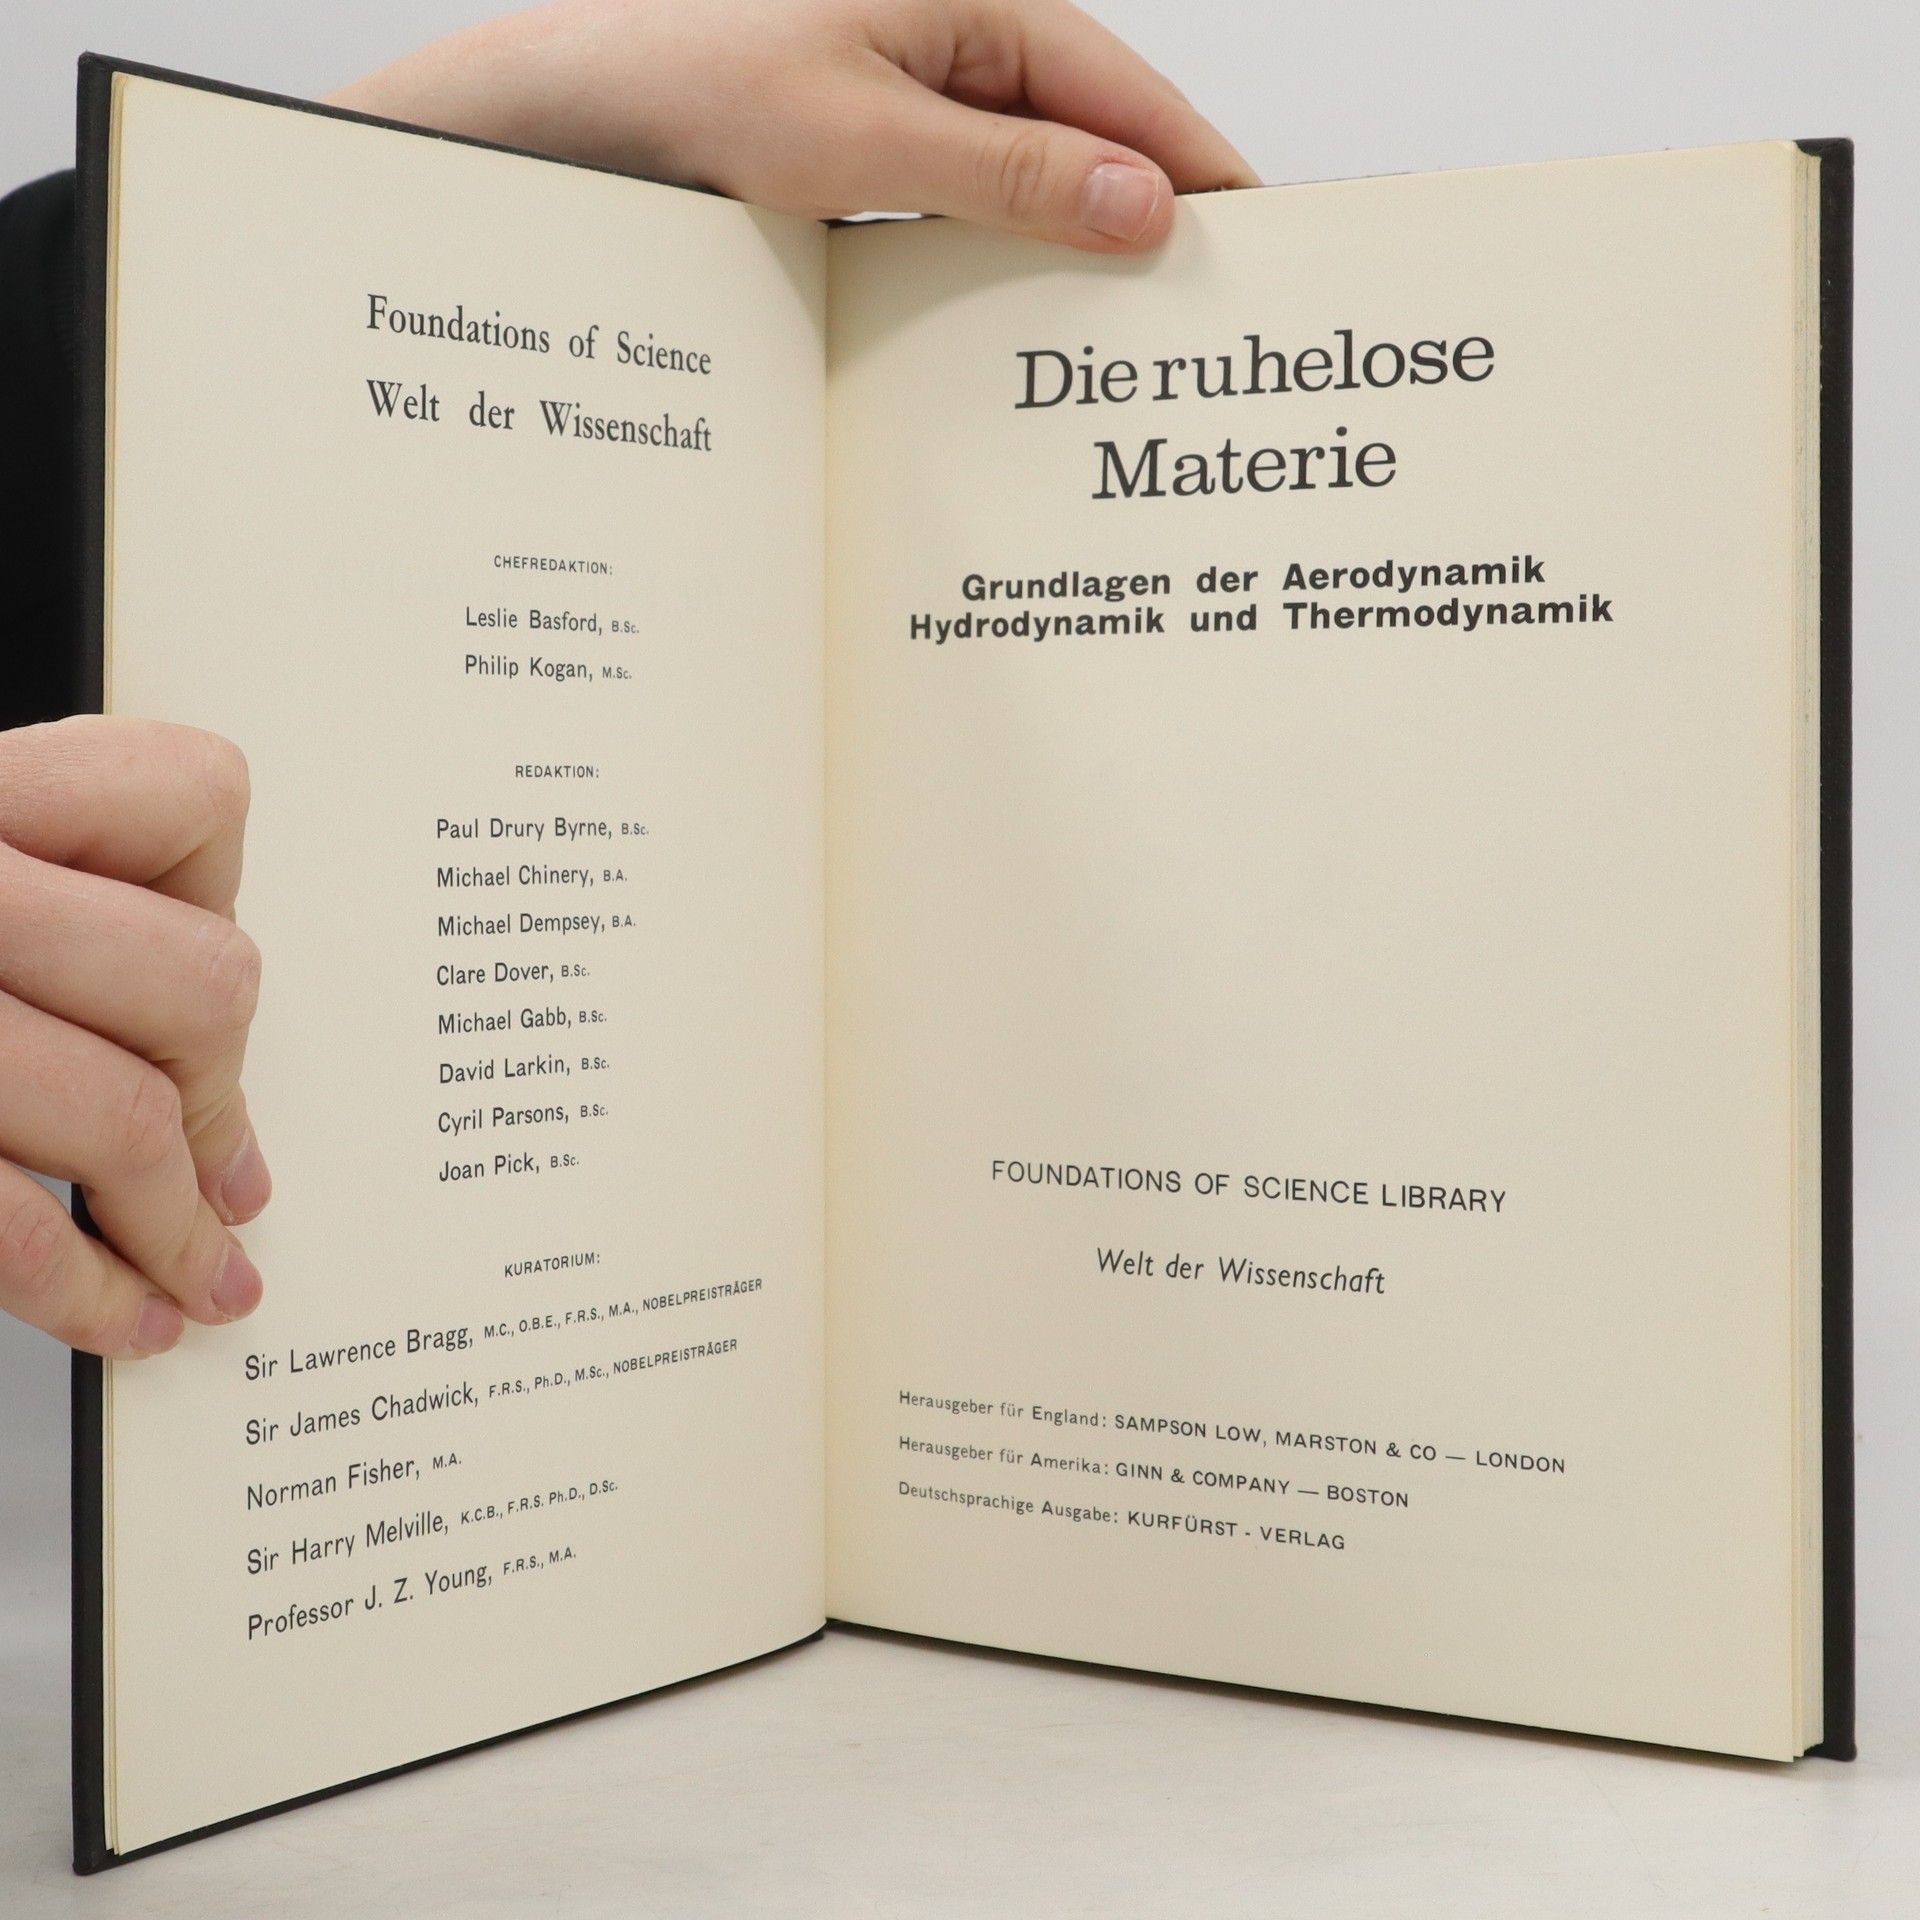 Foundations of Science
Welt der Wissenschaft
CHEFREDAKTION:
Leslie Basford, B.Sc.
Philip Kogan, M.Sc.
REDAKTION:
Paul Drury Byrne, B.Sc.
Michael Chinery, B.A.
Michael Dempsey, B.A.
Clare Dover, B.Sc.
Michael Gabb, B.Sc.
David Larkin, B.Sc.
Cyril Parsons, B.Sc.
Joan Pick, B.Sc.
KURATORIUM:
Sir Lawrence Bragg, M.C., O.B.E., F.R.S., M.A., NOBELPREISTRÄGER
Sir James Chadwick, F.R.S., Ph.D., M.Sc., NOBELPREISTRÄGER
Norman Fisher, M.A.
Sir Harry Melville, K.C.B., F.R.S. Ph.D., D.Sc.
Professor J. Z. Young, F.R.S., M.A.
Die ruhelose
Materie
Grundlagen der Aerodynamik
Hydrodynamik und Thermodynamik
FOUNDATIONS OF SCIENCE LIBRARY
Welt der Wissenschaft
Herausgeber für England: SAMPSON LOW, MARSTON & CO — LONDON
Herausgeber für Amerika: GINN & COMPANY — BOSTON
Deutschsprachige Ausgabe: KURFÜRST - VERLAG